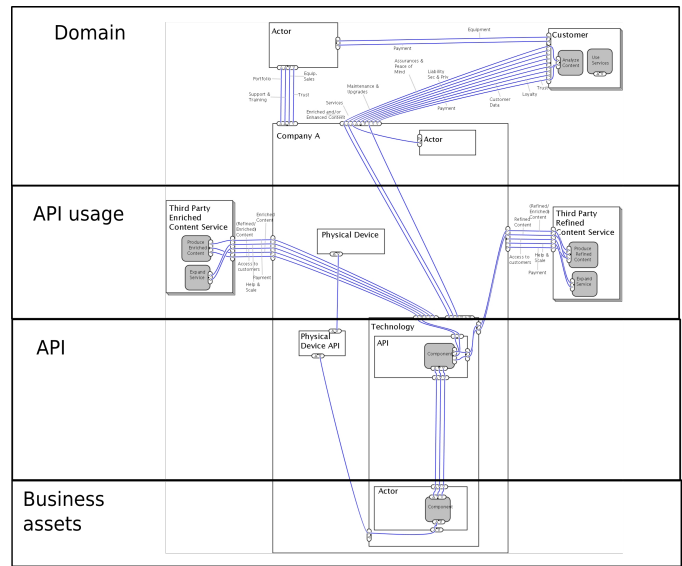 Domain
Actor
Equipment
Payment
Customer
Analyze
Content
Use
Services
Portfolio
Equip.
Sales
Support &
Training
Trust
Assurances &
Peace of
Mind
Liability
Sec & Priv
Maintenance &
Upgrades
Services
Enriched and/or
Enhanced Content
Payment
Customer
Data
Loyalty
Trust
Company A
Actor
API usage
Third Party
Enriched
Content Service
Produce
Enriched
Content
Expand
Service
(Refined/
Enriched)
Content
Enriched
Content
Access to
customers
Payment
Help &
Scale
Physical Device
Refined
Content
(Refined/
Enriched)
Content
Access to
customers
Help &
Scale
Payment
Third Party
Refined
Content Service
Produce
Refined
Content
Expand
Service
API
Physical
Device API
Technology
API
Component
Business
assets
Actor
Component